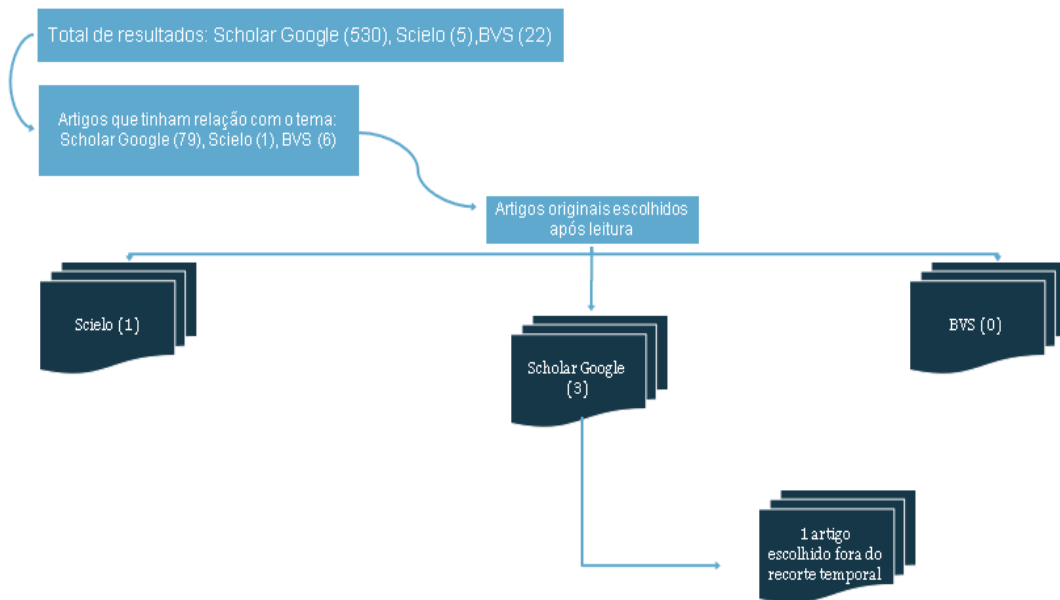 Total de resultados: Scholar Google (530), Scielo (5),BVS (22)
Artigos que tinham relação com o tema:
Scholar Google (79), Scielo (1), BVS (6)
Artigos originais escolhidos
após leitura
Scielo (1)
Scholar Google
(3)
BVS (0)
1 artigo
escolhido fora do
recorte temporal